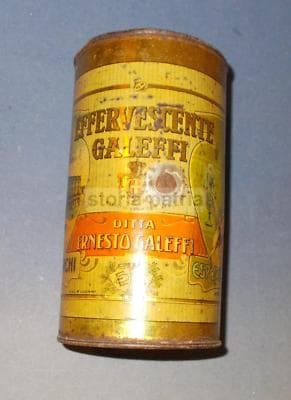 EFFERVESCENTE
GALEFFI
storia patria
DITTA
ERNESTO GALEFFI